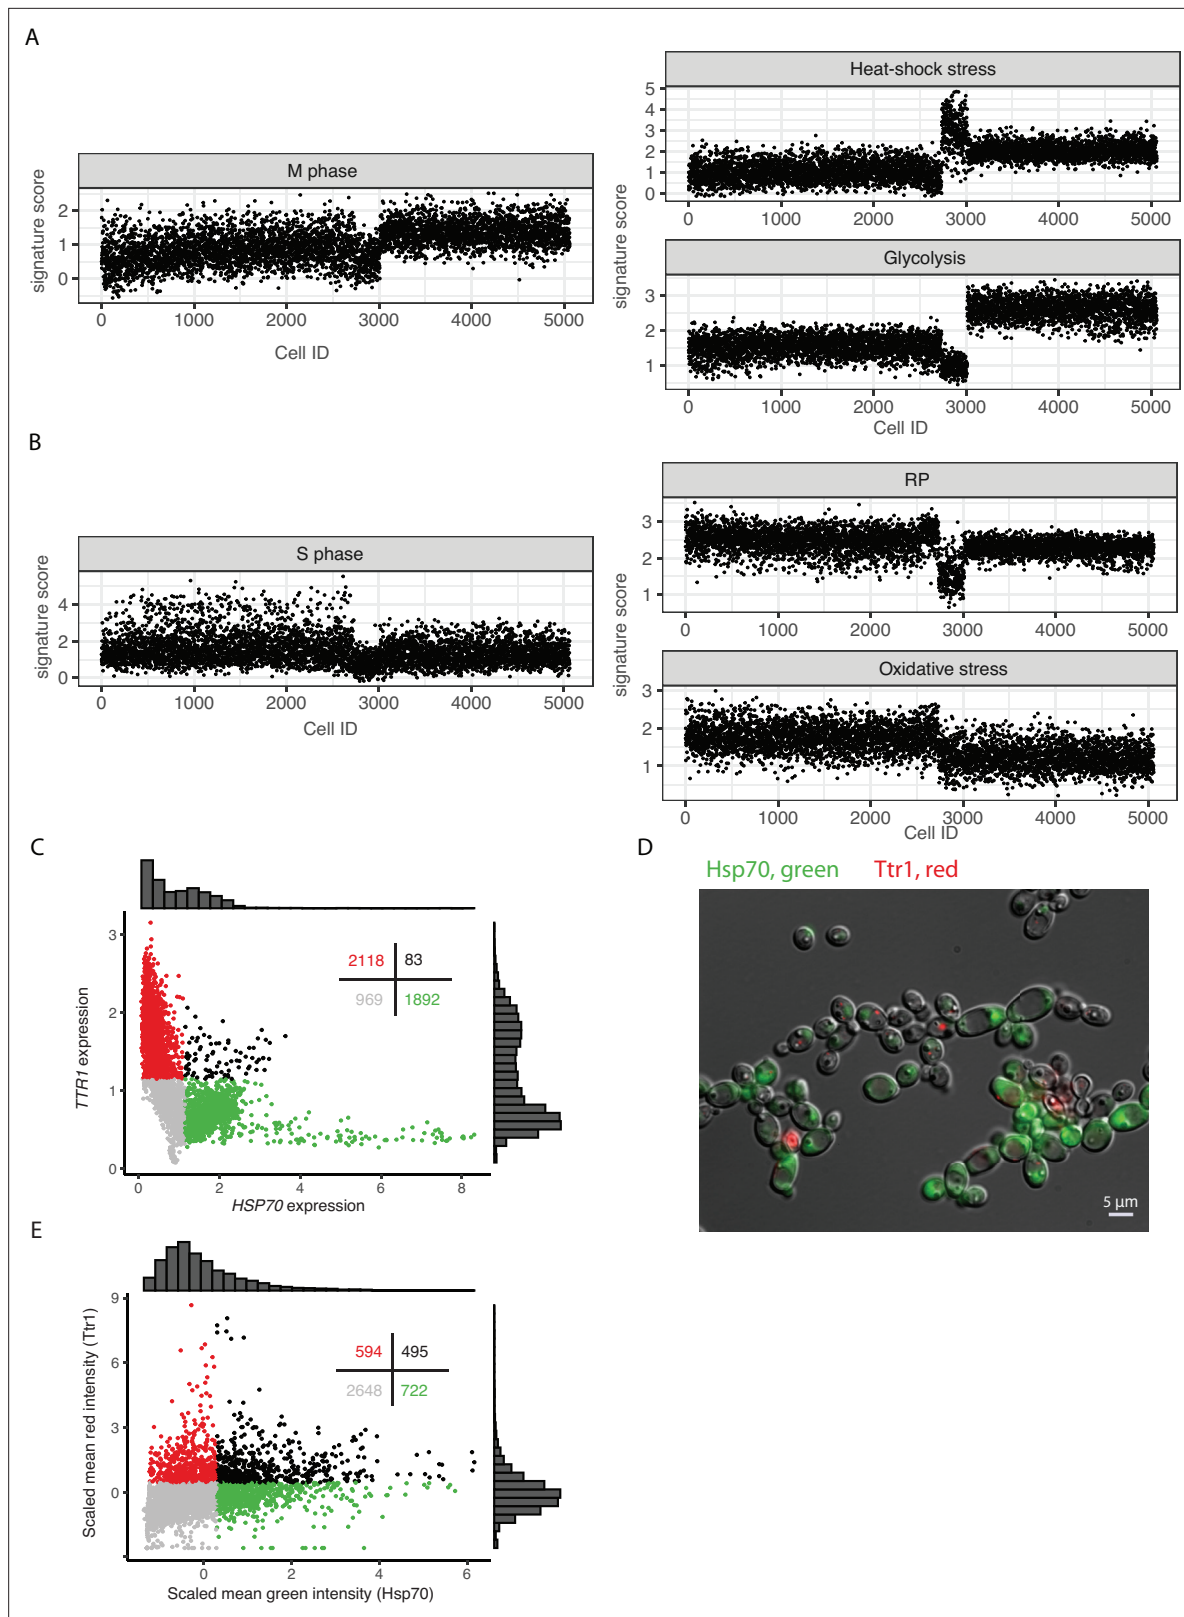 A
M phase
signature score
2
1
0
0 1000 2000 3000 4000 5000
Cell ID
Heat-shock stress
5
4
3
2
1
0
0 1000 2000 3000 4000 5000
signature score
Glycolysis
3
2
1
0 1000 2000 3000 4000 5000
Cell ID
B
S phase
signature score
4
2
0
0 1000 2000 3000 4000 5000
Cell ID
RP
3
2
1
0 1000 2000 3000 4000 5000
signature score
Oxidative stress
3
2
1
0 1000 2000 3000 4000 5000
Cell ID
C
TTR1 expression
3
2
1
0
2118 83
969 1892
0 2 4 6 8
HSP70 expression
D
Hsp70, green Ttr1, red
5 µm
E
Scaled mean red intensity (Ttr1)
9
6
3
0
594 495
2648 722
0 2 4 6
Scaled mean green intensity (Hsp70)